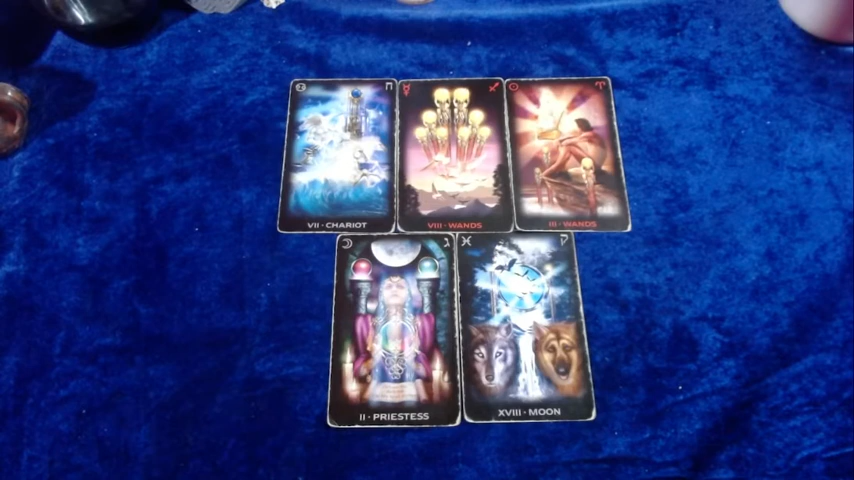 VII · CHARIOT
VIII · WANDS
III · WANDS
II · PRIESTESS
XVIII · MOON